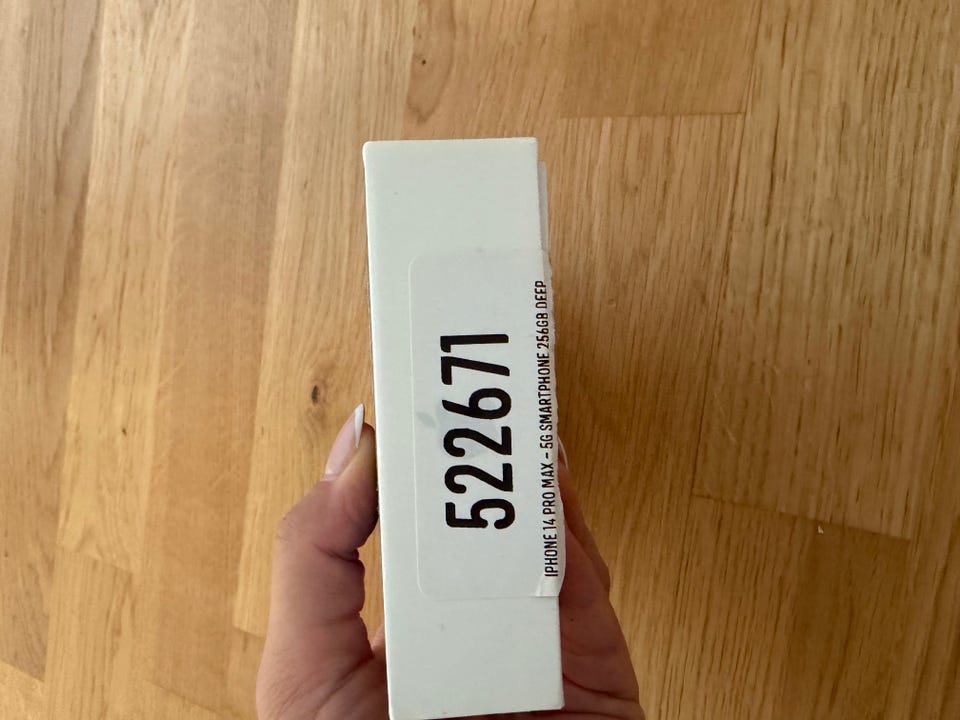 522671
IPHONE 14 PRO MAX - 5G SMARTPHONE 256GB DEEP